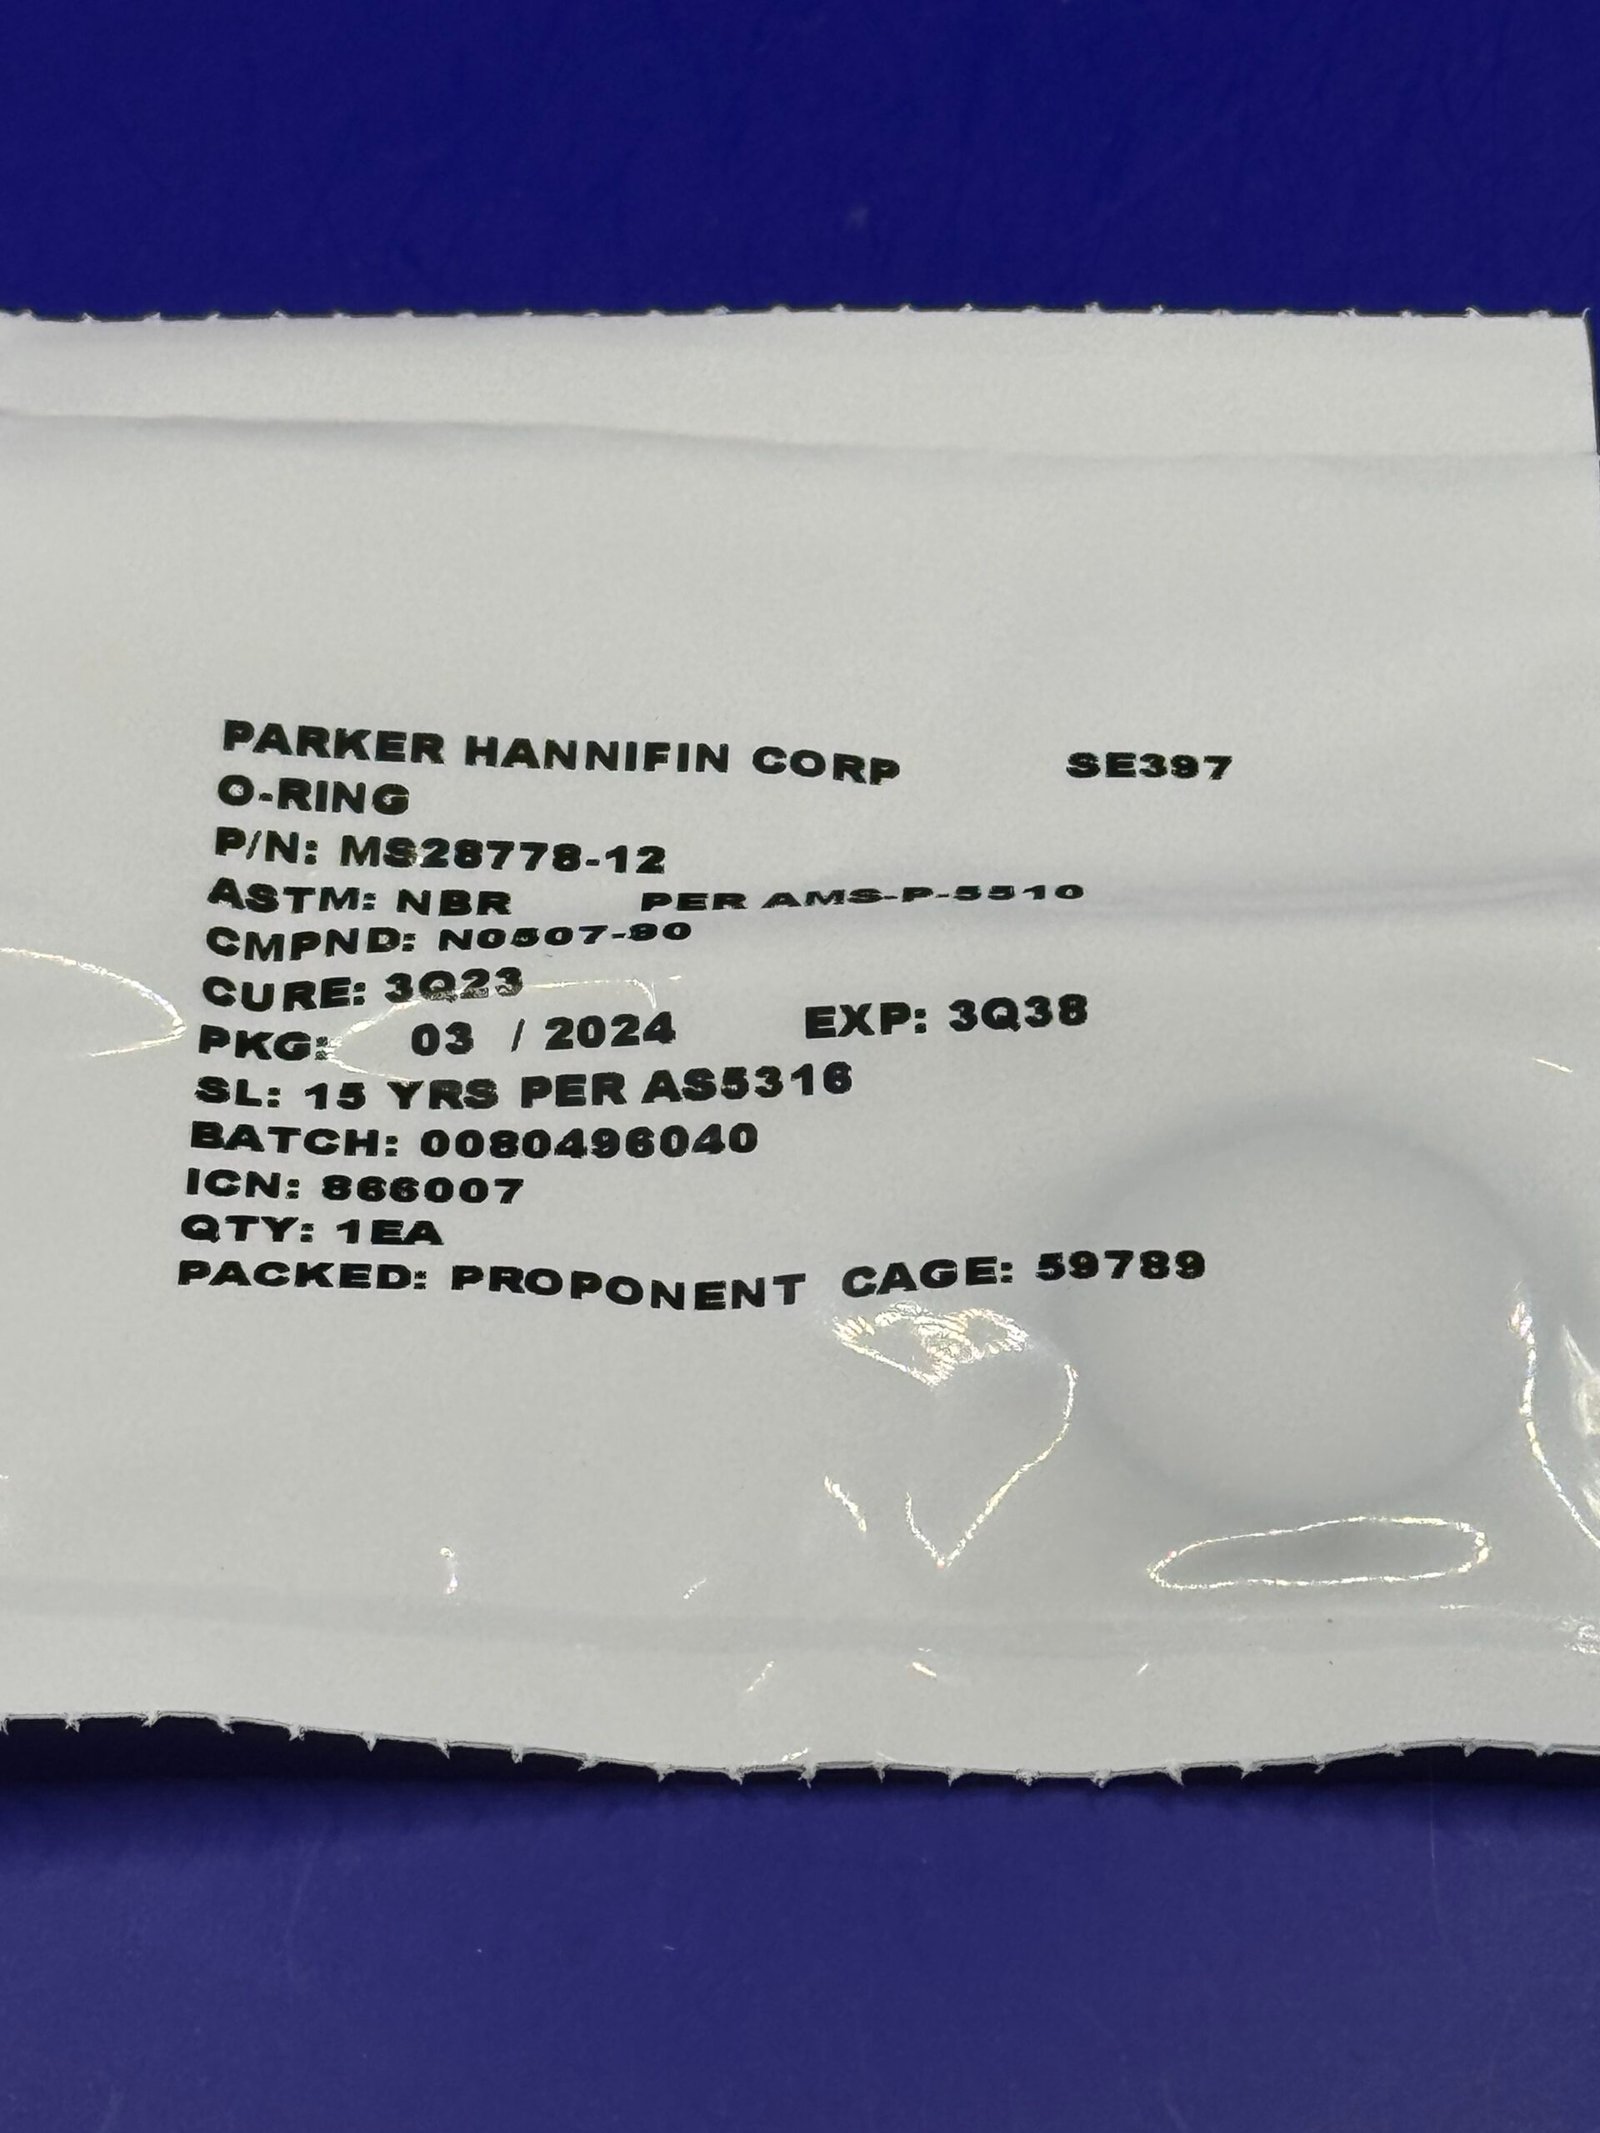 PARKER HANNIFIN CORP SE397
O-RING
P/N: MS28778-12
ASTM: NBR PER AMS-P-5510
CMPND: N0507-90
CURE: 3Q23
PKG: 03 / 2024 EXP: 3Q38
SL: 15 YRS PER AS5316
BATCH: 0080496040
ICN: 866007
QTY: 1EA
PACKED: PROPONENT CAGE: 59789